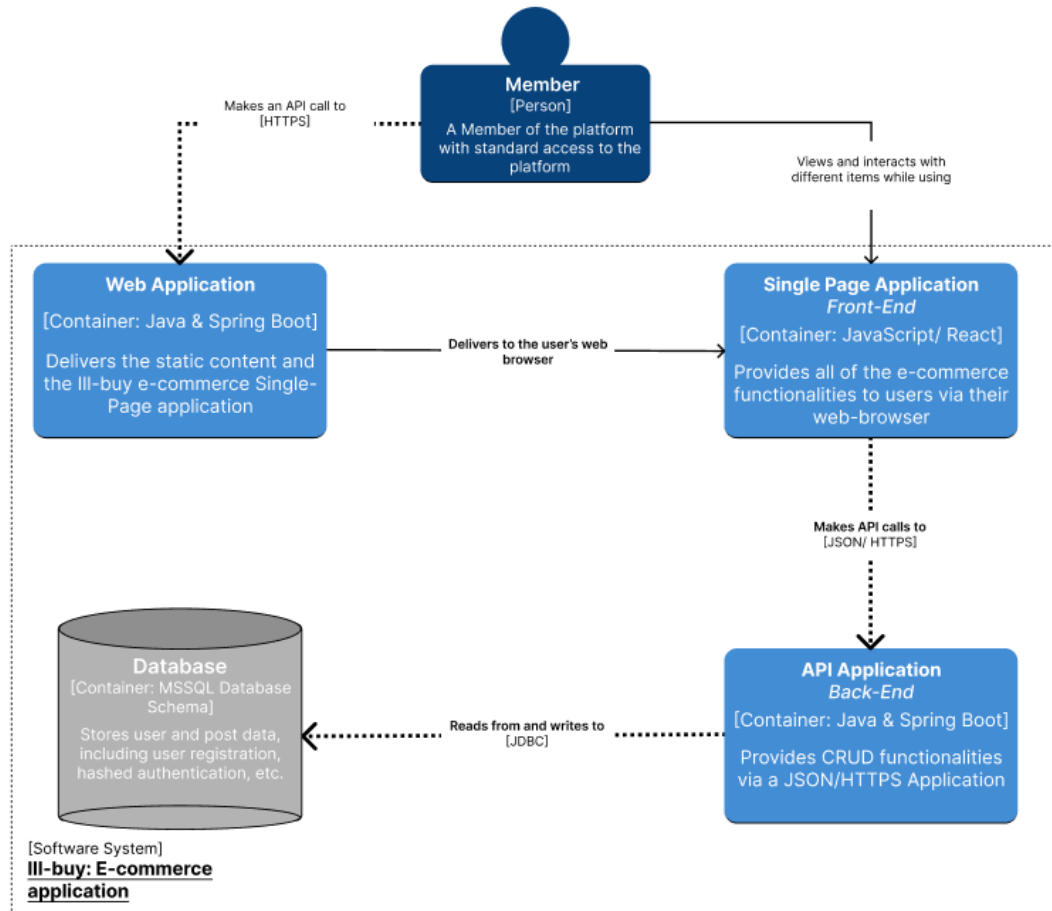 Member
[Person]
A Member of the platform
with standard access to the
platform
Makes an API call to
[HTTPS]
Views and interacts with
different items while using
Web Application
[Container: Java & Spring Boot]
Delivers the static content and
the III-buy e-commerce Single-
Page application
Delivers to the user's web
browser
Single Page Application
Front-End
[Container: JavaScript/ React]
Provides all of the e-commerce
functionalities to users via their
web-browser
Makes API calls to
[JSON/ HTTPS]
Database
[Container: MSSQL Database
Schema]
Stores user and post data,
including user registration,
hashed authentication, etc.
Reads from and writes to
[JDBC]
API Application
Back-End
[Container: Java & Spring Boot]
Provides CRUD functionalities
via a JSON/HTTPS Application
[Software System]
III-buy: E-commerce
application